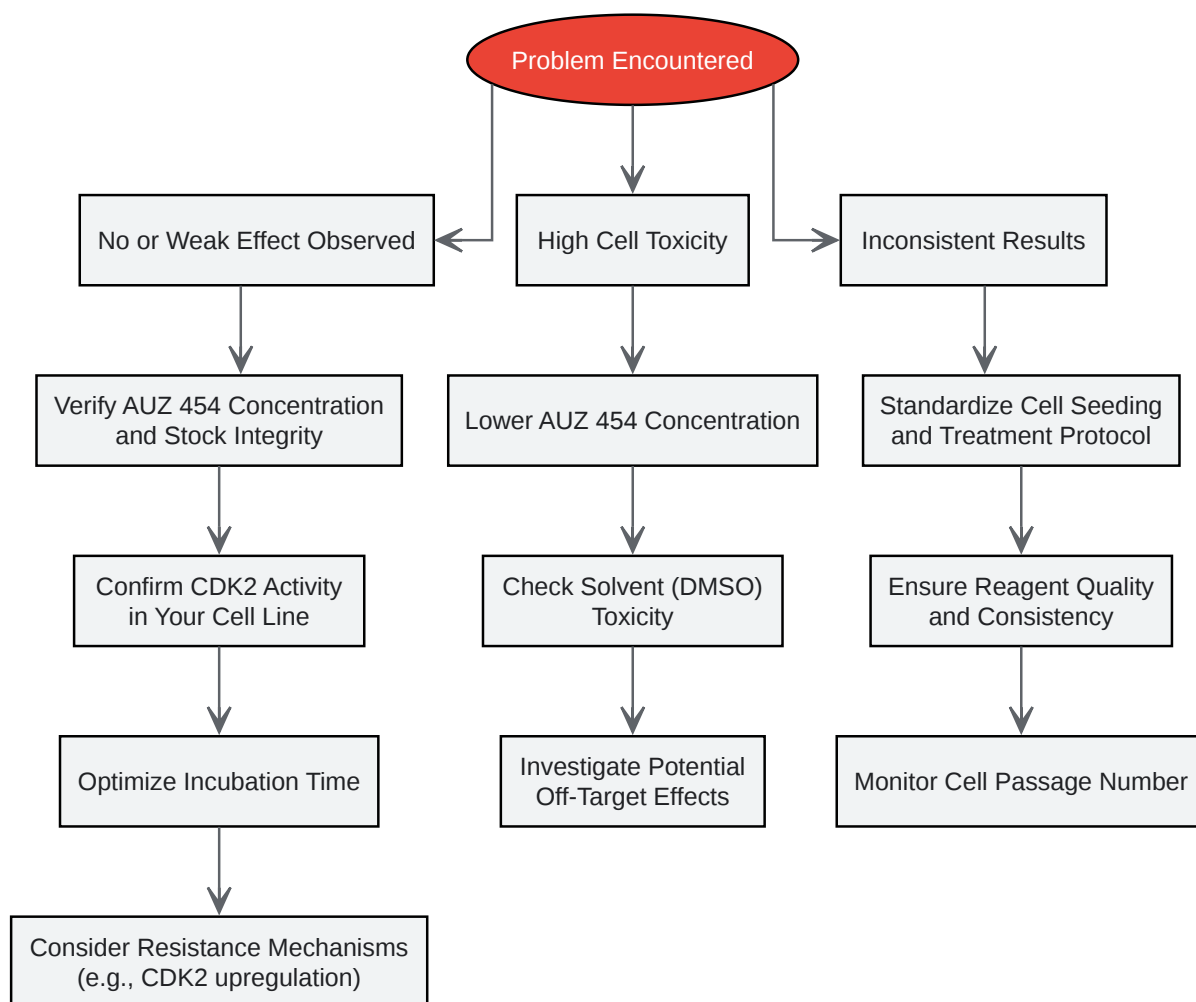 Problem Encountered
No or Weak Effect Observed
High Cell Toxicity
Inconsistent Results
Verify AUZ 454 Concentration
and Stock Integrity
Lower AUZ 454 Concentration
Standardize Cell Seeding
and Treatment Protocol
Confirm CDK2 Activity
in Your Cell Line
Check Solvent (DMSO)
Toxicity
Ensure Reagent Quality
and Consistency
Optimize Incubation Time
Investigate Potential
Off-Target Effects
Monitor Cell Passage Number
Consider Resistance Mechanisms
(e.g., CDK2 upregulation)